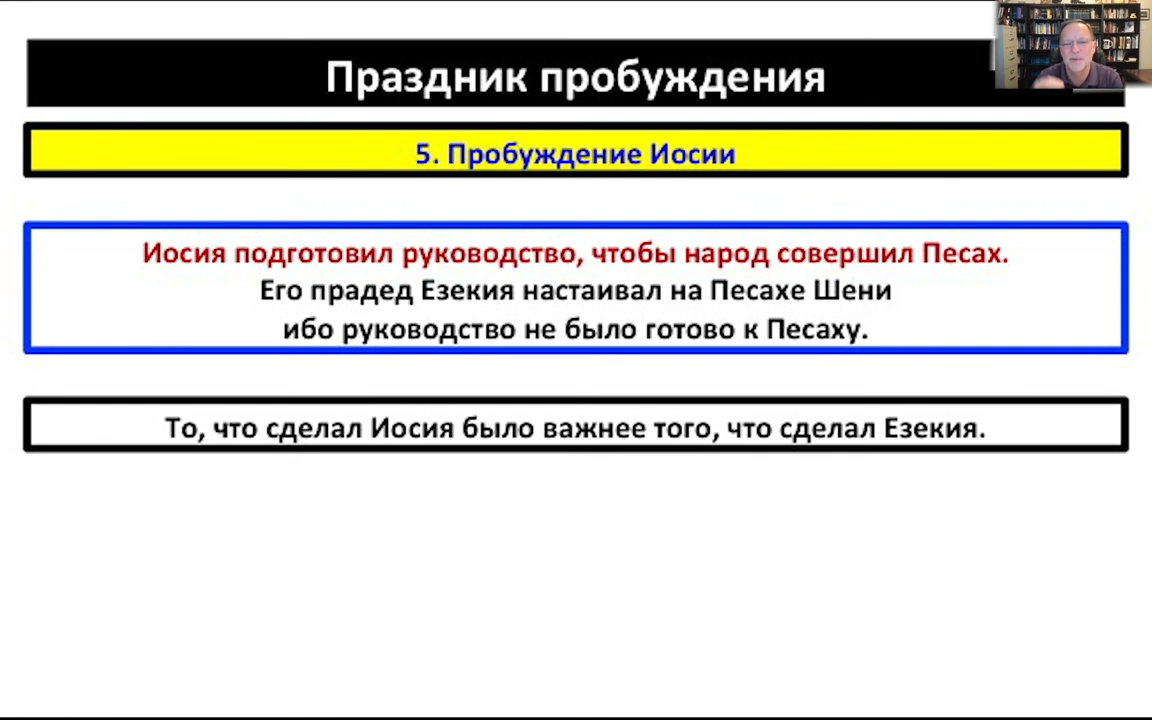 Праздник пробуждения
5. Пробуждение Иосии
Иосия подготовил руководство, чтобы народ совершил Песах.
Его прадед Езекия настаивал на Песахе Шени
ибо руководство не было готово к Песаху.
То, что сделал Иосия было важнее того, что сделал Езекия.